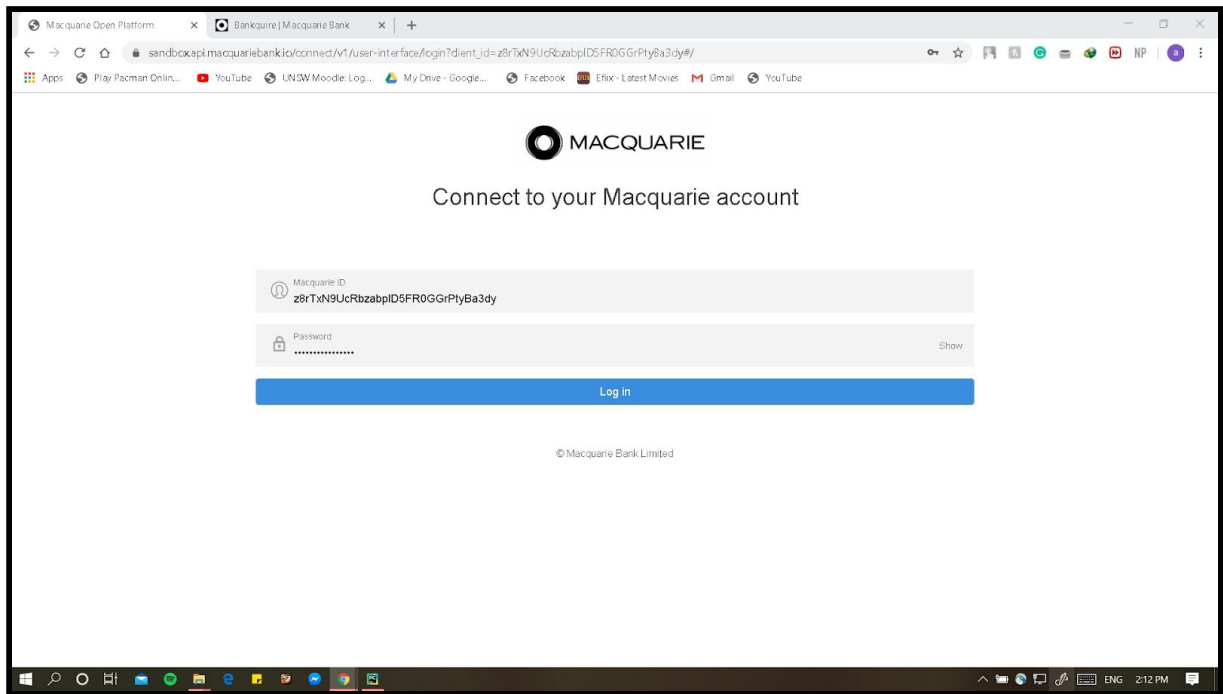 Macquarie Open Platform
Bankquire | Macquarie Bank
sandbox.api.macquariebank.io/connect/v1/user-interface/login?client_id=z8rTxN9UcRbzabplD5FR0GGrPtyBa3dy#/
NP
a
Apps
Play Pacman Onlin...
YouTube
UNSW Moodle: Log...
My Drive - Google...
Facebook
Eflix - Latest Movies
Gmail
YouTube
MACQUARIE
Connect to your Macquarie account
Macquarie ID
z8rTxN9UcRbzabplD5FR0GGrPtyBa3dy
Password
Show
Log in
© Macquarie Bank Limited
ENG 2:12 PM